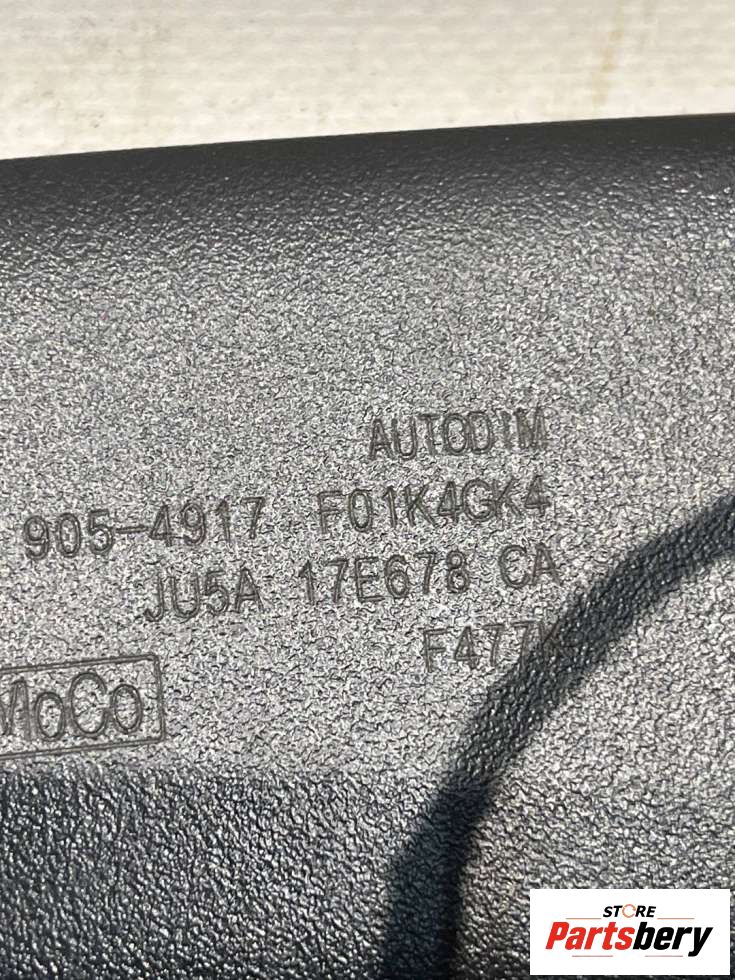 AUTODIM
905-4917 F01K4GK4
JU5A 17E678 CA
F477K
MoCo
STORE
Partsbery